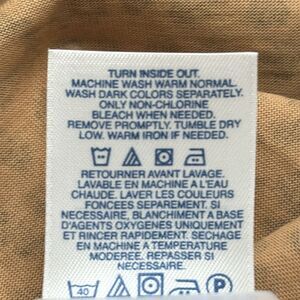 TURN INSIDE OUT.
MACHINE WASH WARM NORMAL.
WASH DARK COLORS SEPARATELY.
ONLY NON-CHLORINE
BLEACH WHEN NEEDED.
REMOVE PROMPTLY. TUMBLE DRY
LOW. WARM IRON IF NEEDED.
RETOURNER AVANT LAVAGE.
LAVABLE EN MACHINE A L'EAU
CHAUDE. LAVER LES COULEURS
FONCEES SEPAREMENT. SI
NECESSAIRE, BLANCHIMENT A BASE
D'AGENTS OXYGENES UNIQUEMENT
ET RINCER RAPIDEMENT. SECHAGE
EN MACHINE A TEMPERATURE
MODEREE. REPASSER SI
NECESSAIRE.
40 P